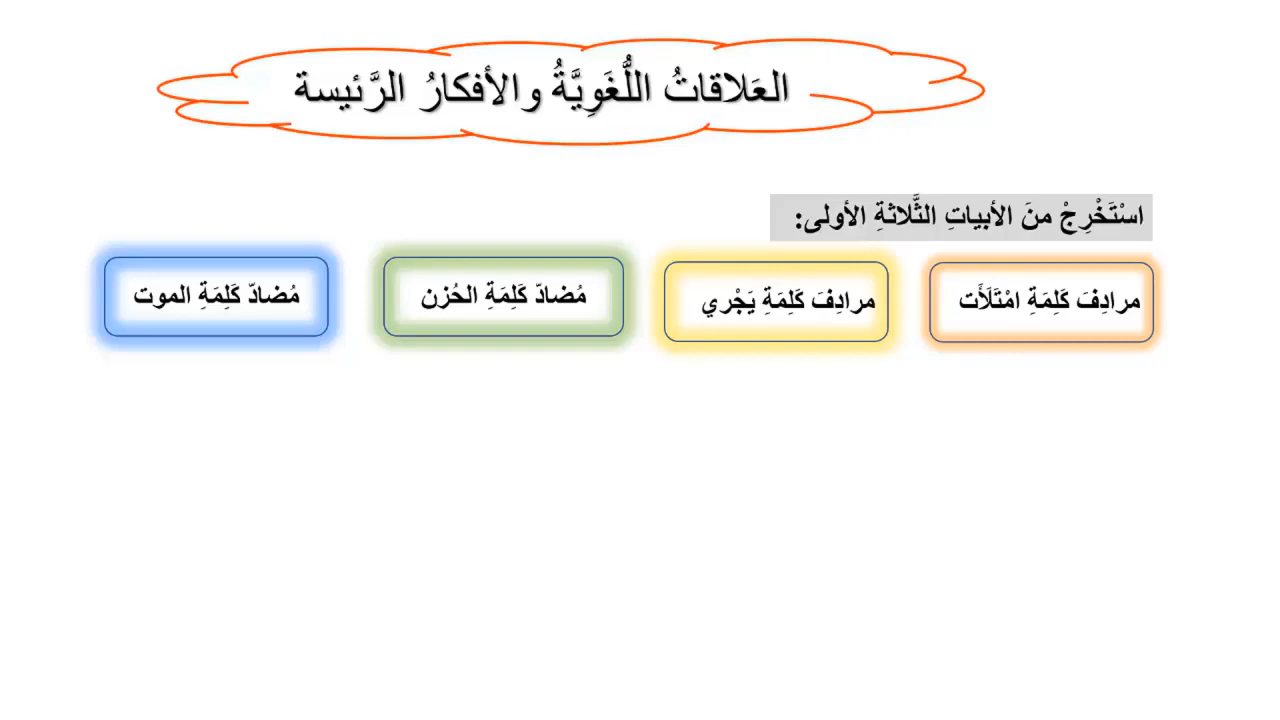 العَلاقاتُ اللُّغَوِيَّةُ والأفكارُ الرَّئيسة
اسْتَخْرِجْ منَ الأبياتِ الثَّلاثةِ الأولى:
مرادِفَ كَلِمَةِ امْتَلَأَت
مرادِفَ كَلِمَةِ يَجْري
مُضادّ كَلِمَةِ الحُزن
مُضادّ كَلِمَةِ الموت